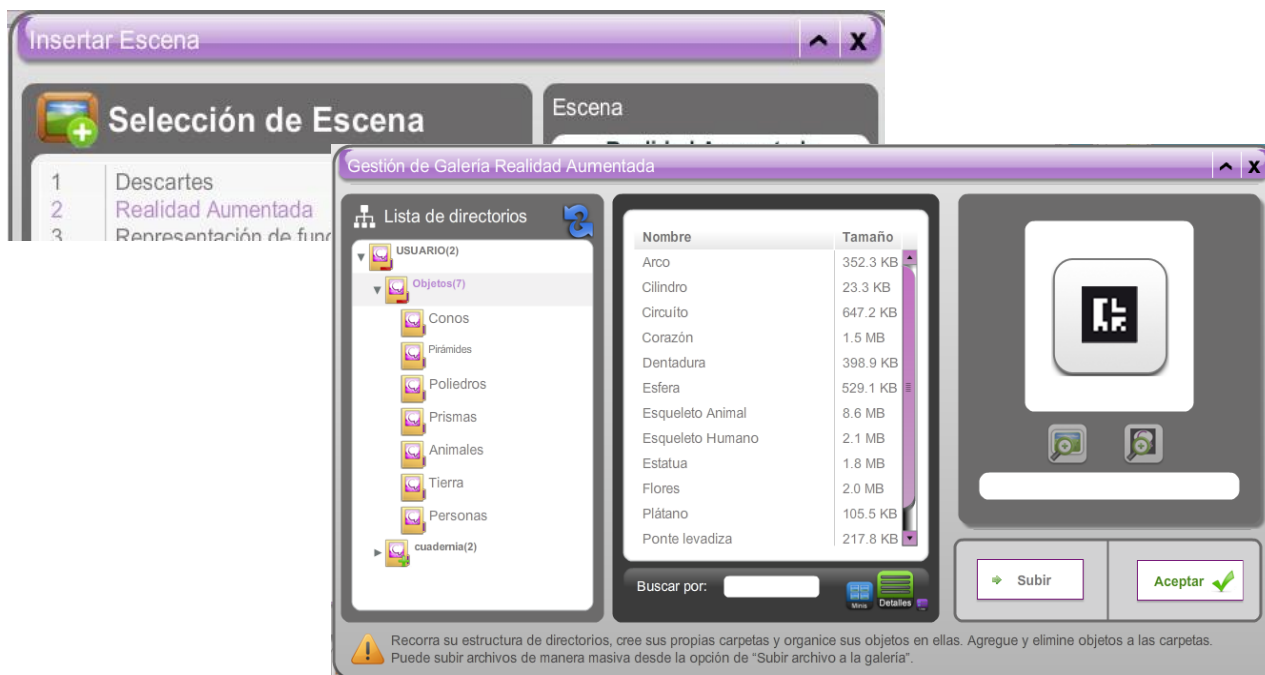 Insertar Escena
X
Selección de Escena
Escena
1 Descartes
2 Realidad Aumentada
3 Representación de func
Gestión de Galería Realidad Aumentada
X
Lista de directorios
USUARIO(2)
Objetos(7)
Conos
Pirámides
Poliedros
Prismas
Animales
Tierra
Personas
cuadernia(2)
Nombre Tamaño
Arco 352.3 KB
Cilindro 23.3 KB
Circuito 647.2 KB
Corazón 1.5 MB
Dentadura 398.9 KB
Esfera 529.1 KB
Esqueleto Animal 8.6 MB
Esqueleto Humano 2.1 MB
Estatua 1.8 MB
Flores 2.0 MB
Plátano 105.5 KB
Ponte levadiza 217.8 KB
Buscar por:
Minis Detalles
Subir
Aceptar
Recorra su estructura de directorios, cree sus propias carpetas y organice sus objetos en ellas. Agregue y elimine objetos a las carpetas.
Puede subir archivos de manera masiva desde la opción de “Subir archivo a la galería”.